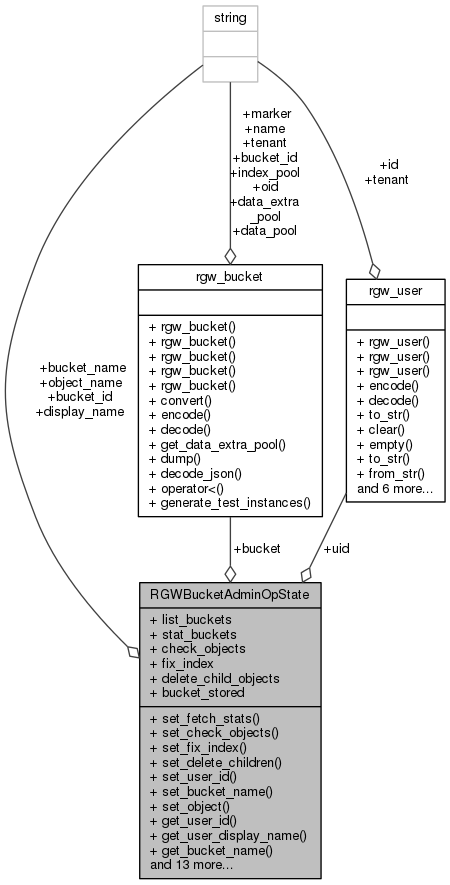 string
+marker
+name
+tenant
+bucket_id
+index_pool
+oid
+data_extra
_pool
+data_pool
+id
+tenant
+bucket_name
+object_name
+bucket_id
+display_name
rgw_bucket
+ rgw_bucket()
+ rgw_bucket()
+ rgw_bucket()
+ rgw_bucket()
+ rgw_bucket()
+ convert()
+ encode()
+ decode()
+ get_data_extra_pool()
+ dump()
+ decode_json()
+ operator<()
+ generate_test_instances()
rgw_user
+ rgw_user()
+ rgw_user()
+ rgw_user()
+ encode()
+ decode()
+ to_str()
+ clear()
+ empty()
+ to_str()
+ from_str()
and 6 more...
+bucket
+uid
RGWBucketAdminOpState
+ list_buckets
+ stat_buckets
+ check_objects
+ fix_index
+ delete_child_objects
+ bucket_stored
+ set_fetch_stats()
+ set_check_objects()
+ set_fix_index()
+ set_delete_children()
+ set_user_id()
+ set_bucket_name()
+ set_object()
+ get_user_id()
+ get_user_display_name()
+ get_bucket_name()
and 13 more...